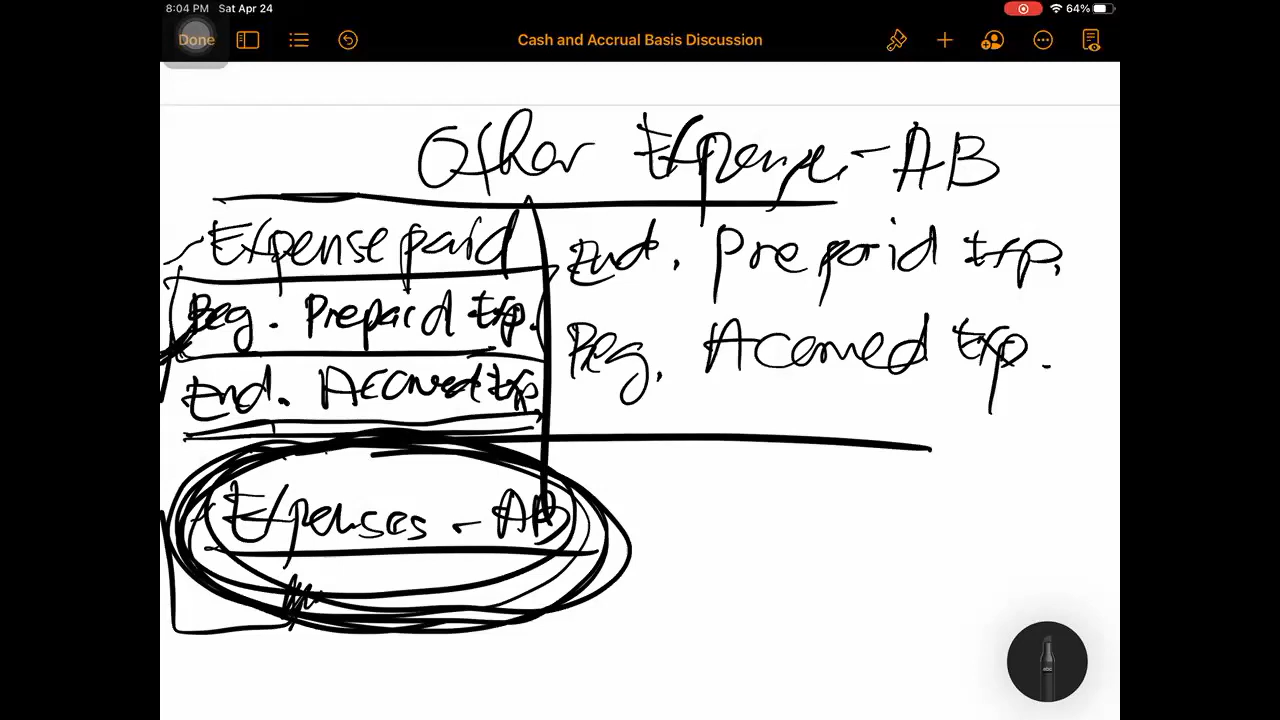 8:04 PM Sat Apr 24
64%
Done
Cash and Accrual Basis Discussion
Other Expense - AB
Expense paid
End. Prepaid Exp.
Beg. Prepaid Exp.
Beg. Accrued Exp.
End. Accrued Exp
Expenses - AB